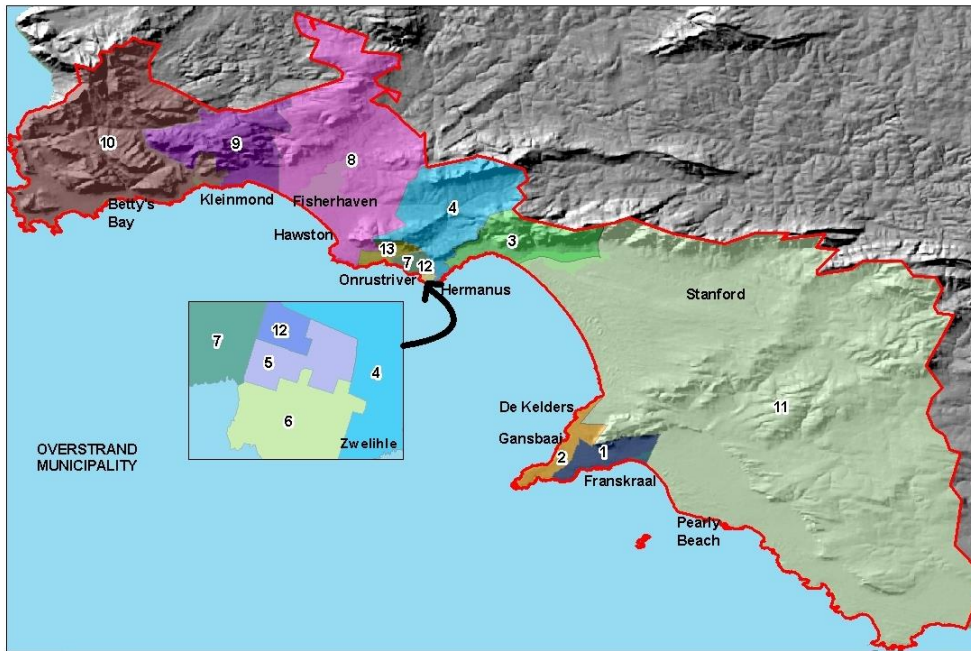 10
9
8
Betty's
Bay
Kleinmond
Fisherhaven
Hawston
4
3
13
7
12
Onrustriver
Hermanus
Stanford
7
12
5
4
6
Zwelihle
De Kelders
11
Gansbaai
OVERSTRAND
MUNICIPALITY
2
1
Franskraal
Pearly
Beach